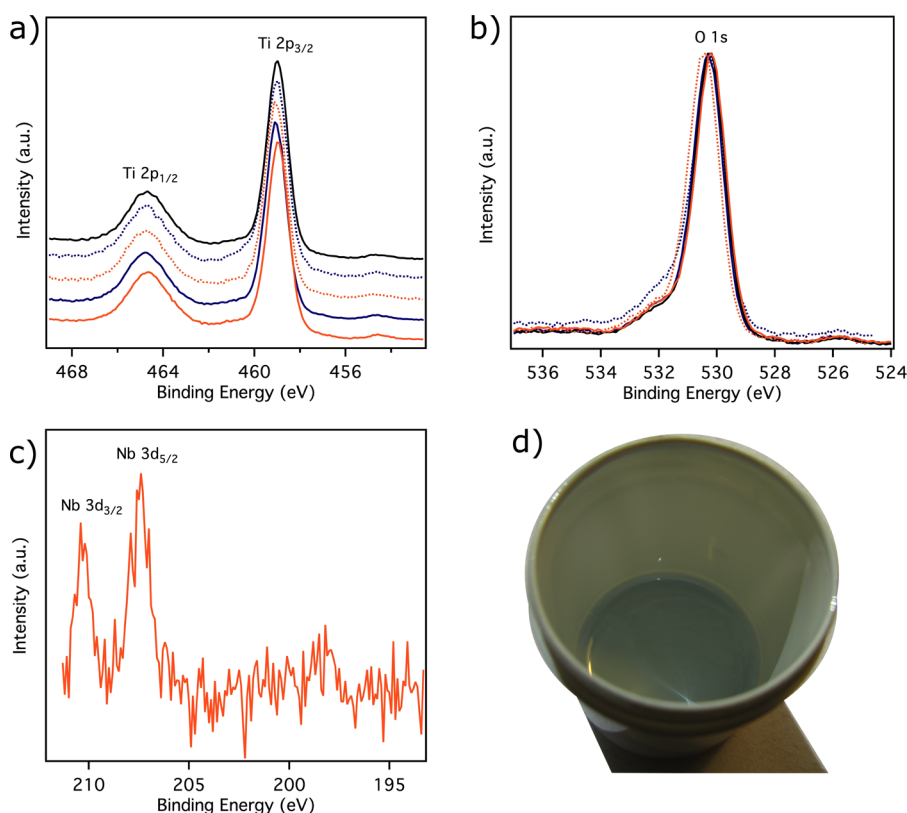 a)
Ti 2p3/2
Ti 2p1/2
Intensity (a.u.)
468 464 460 456
Binding Energy (eV)
b)
O 1s
Intensity (a.u.)
536 534 532 530 528 526 524
Binding Energy (eV)
c)
Nb 3d5/2
Nb 3d3/2
Intensity (a.u.)
210 205 200 195
Binding Energy (eV)
d)